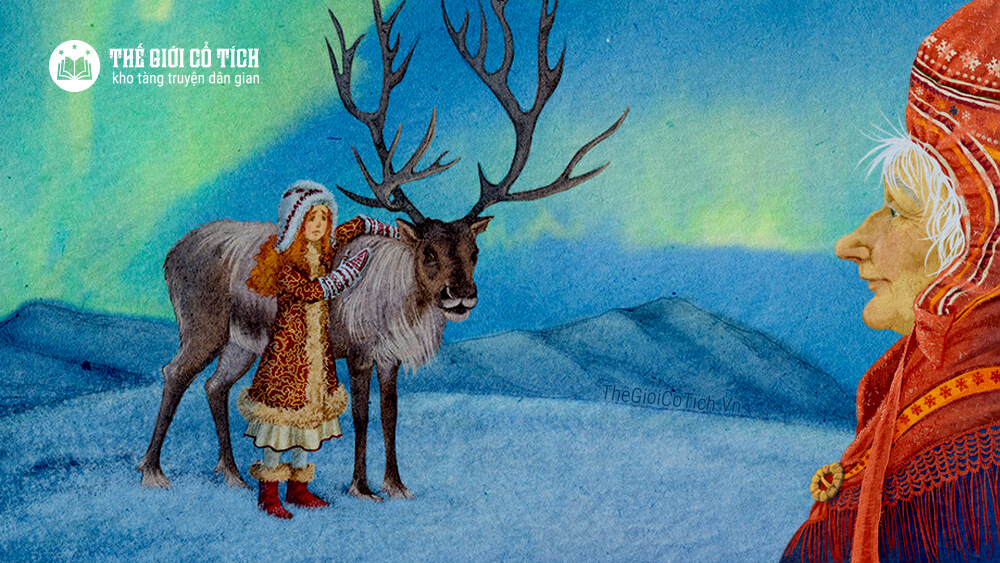 THẾ GIỚI CỔ TÍCH
kho tàng truyện dân gian
TheGioiCoTich.Vn